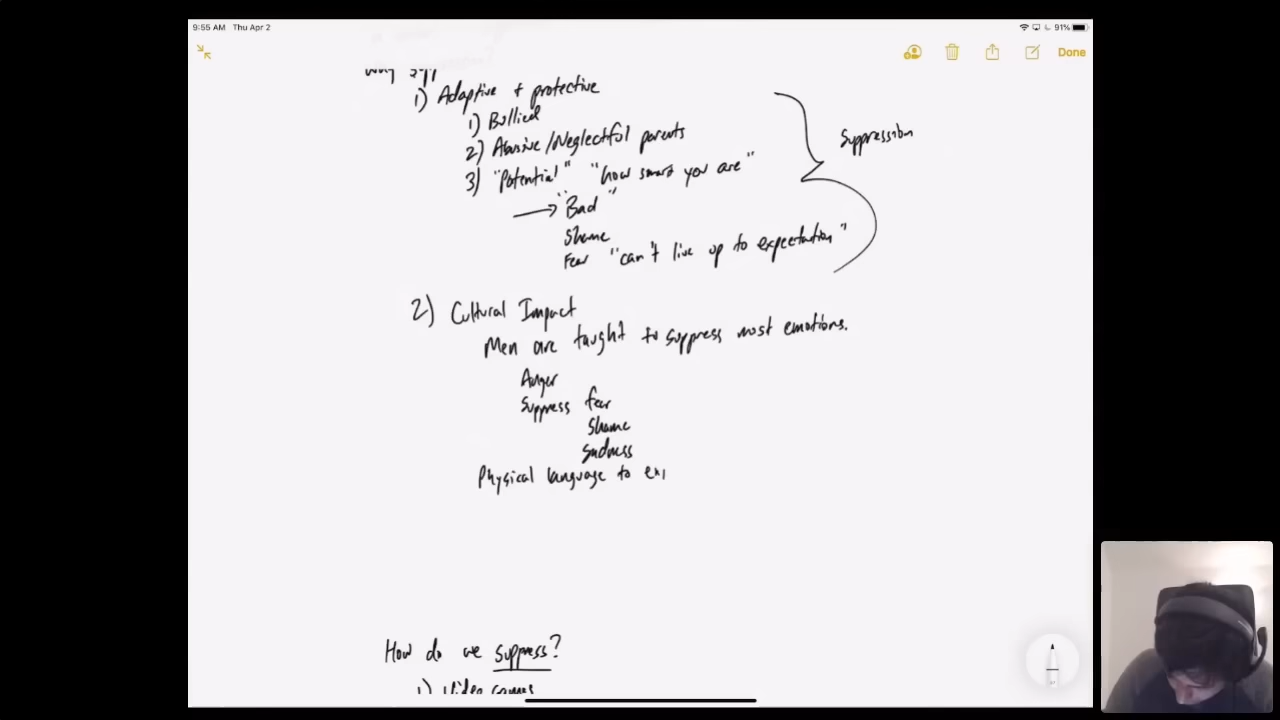 9:55 AM Thu Apr 2
91%
Done
1) Adaptive + protective
1) Bullied
2) Abusive/Neglectful parents
3) "Potential" "how smart you are"
"Bad"
Shame
Fear "can't live up to expectation"
Suppression
2) Cultural Impact
Men are taught to suppress most emotions.
Anger
Suppress fear
Shame
Sadness
Physical language to ex
How do we suppress?
1) Video games